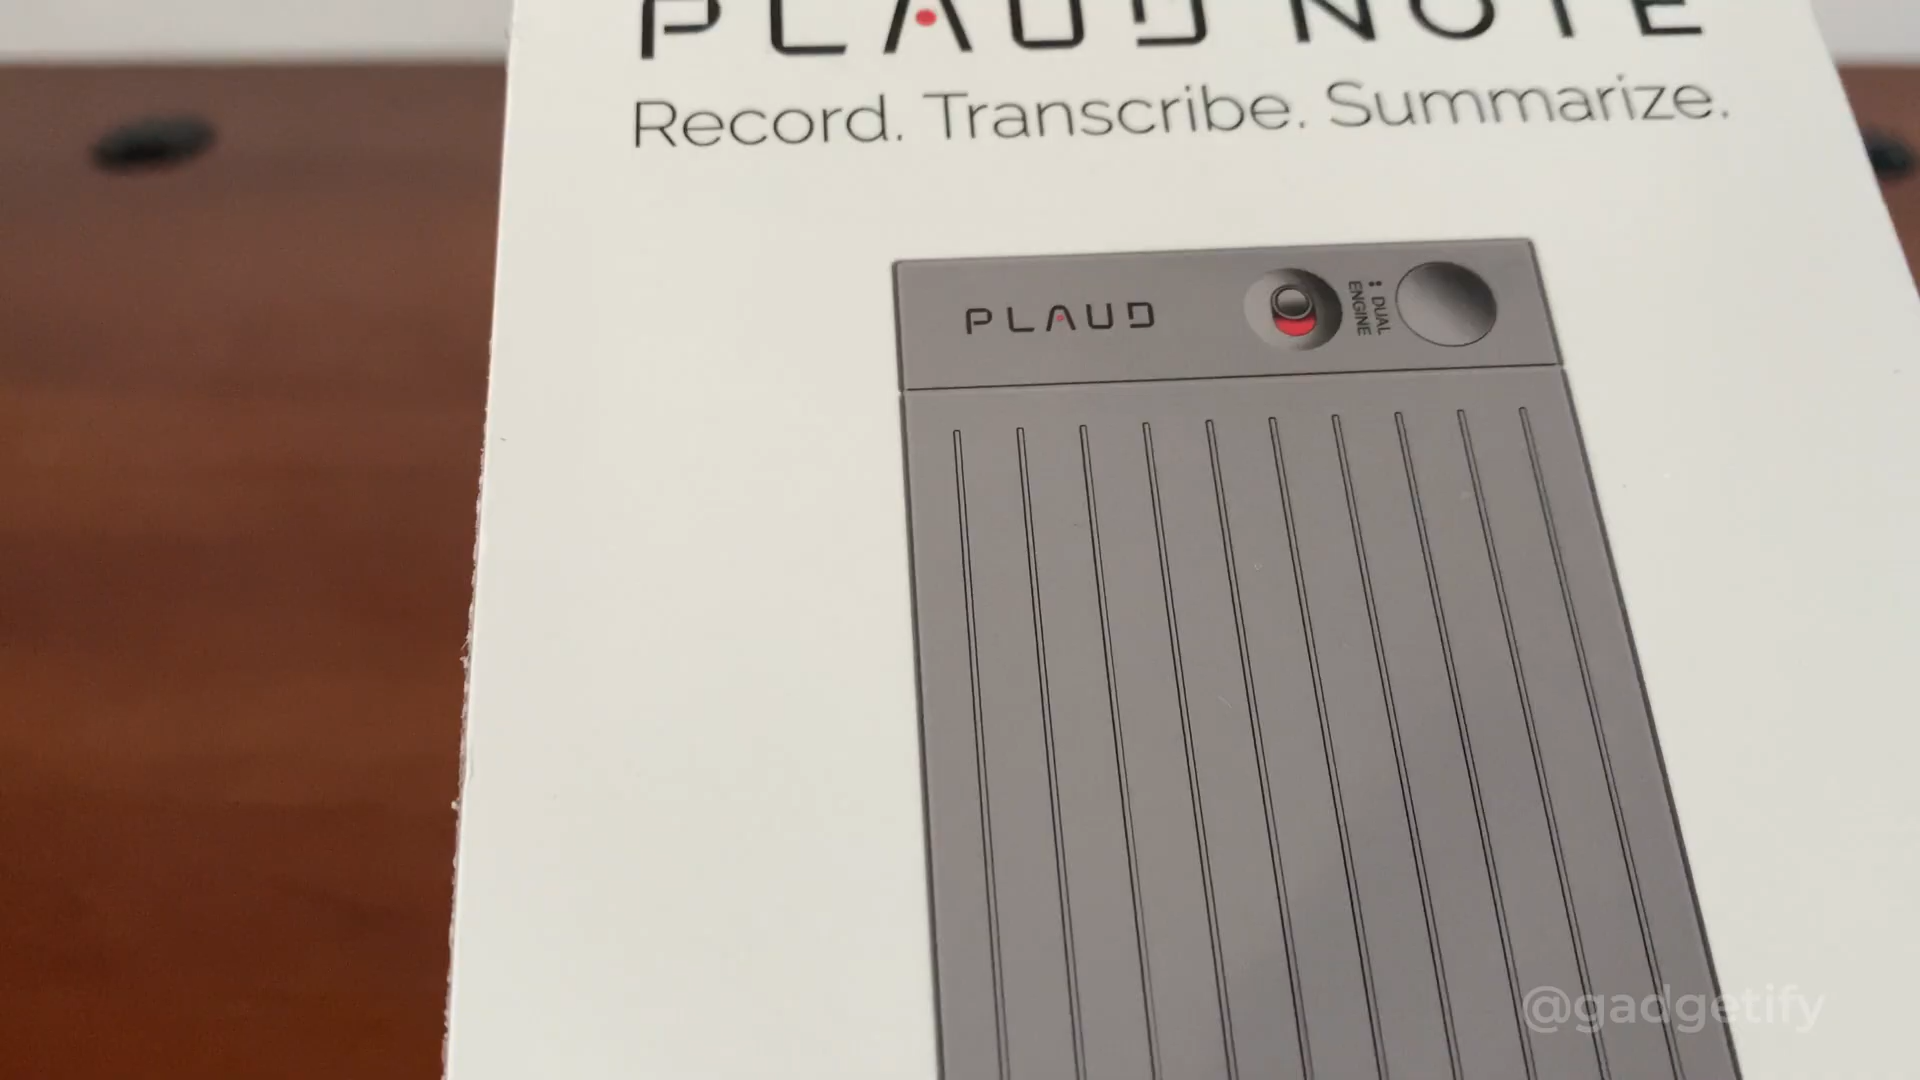 PLAUD NOTE
Record. Transcribe. Summarize.
PLAUD
: DUAL
ENGINE
@gadgetify